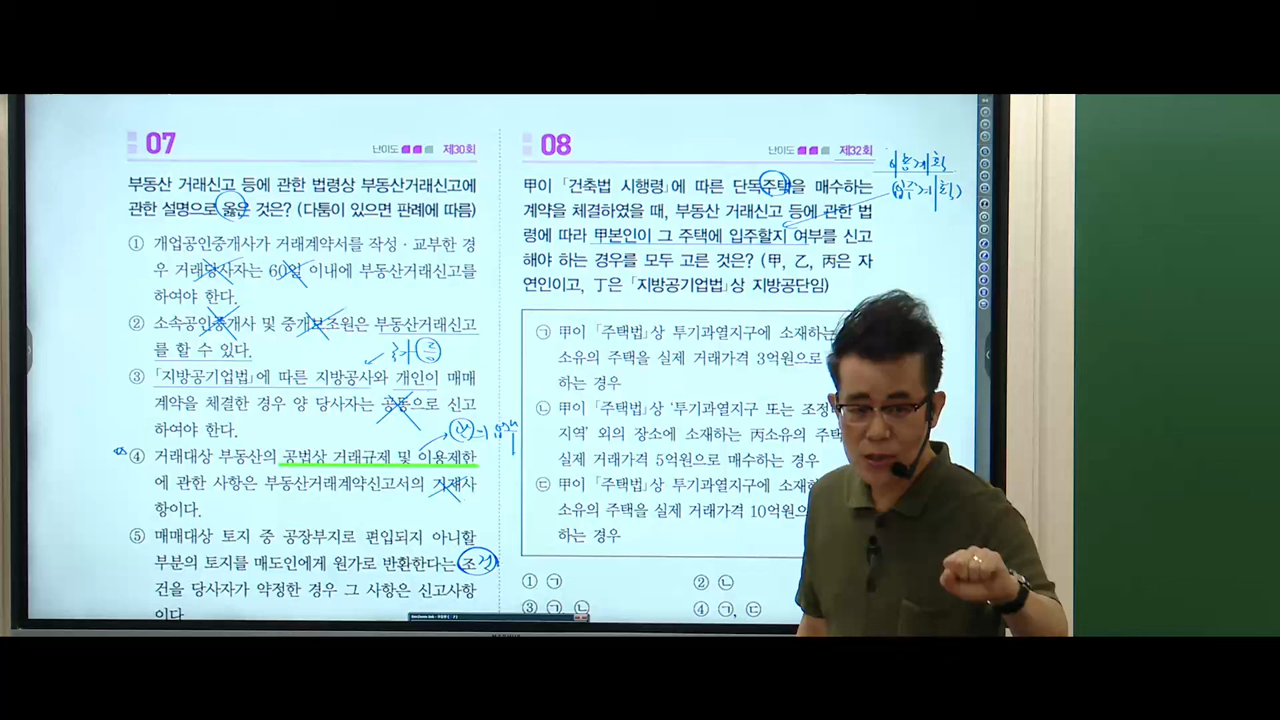 07
난이도
제30회
부동산 거래신고 등에 관한 법령상 부동산거래신고에
관한 설명으로 옳은 것은? (다툼이 있으면 판례에 따름)
① 개업공인중개사가 거래계약서를 작성 · 교부한 경
우 거래당사자는 60일 이내에 부동산거래신고를
하여야 한다.
② 소속공인중개사 및 중개보조원은 부동산거래신고
를 할 수 있다.
③ 「지방공기업법」에 따른 지방공사와 개인이 매매
계약을 체결한 경우 양 당사자는 공동으로 신고
하여야 한다.
④ 거래대상 부동산의 공법상 거래규제 및 이용제한
에 관한 사항은 부동산거래계약신고서의 기재사
항이다.
⑤ 매매대상 토지 중 공장부지로 편입되지 아니할
부분의 토지를 매도인에게 원가로 반환한다는 조
건을 당사자가 약정한 경우 그 사항은 신고사항
이다
조건
08
난이도
제32회
이용계획
(입주계획)
甲이 「건축법 시행령」에 따른 단독주택을 매수하는
계약을 체결하였을 때, 부동산 거래신고 등에 관한 법
령에 따라 甲본인이 그 주택에 입주할지 여부를 신고
해야 하는 경우를 모두 고른 것은? (甲, 乙, 丙은 자
연인이고, 丁은 「지방공기업법」상 지방공단임)
㉠ 甲이 「주택법」상 투기과열지구에 소재하는
소유의 주택을 실제 거래가격 3억원으로
하는 경우
㉡ 甲이 「주택법」상 '투기과열지구 또는 조정
지역' 외의 장소에 소재하는 丙소유의 주택
실제 거래가격 5억원으로 매수하는 경우
㉢ 甲이 「주택법」상 투기과열지구에 소재하
소유의 주택을 실제 거래가격 10억원으
하는 경우
① ㉠
② ㉡
③ ㉠, ㉡
④ ㉠, ㉢